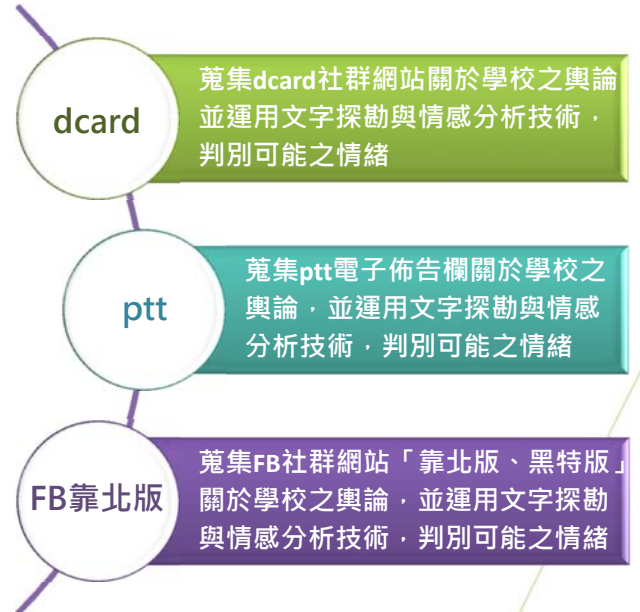 dcard
蒐集dcard社群網站關於學校之輿論
並運用文字探勘與情感分析技術，
判別可能之情緒
ptt
蒐集ptt電子佈告欄關於學校之
輿論，並運用文字探勘與情感
分析技術，判別可能之情緒
FB靠北版
蒐集FB社群網站「靠北版、黑特版」
關於學校之輿論，並運用文字探勘
與情感分析技術，判別可能之情緒